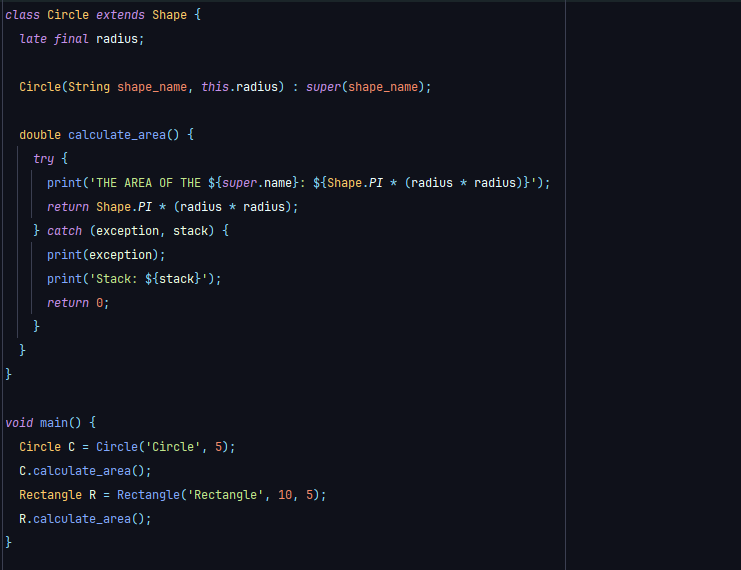 class Circle extends Shape {
late final radius;
Circle(String shape_name, this.radius) : super(shape_name);
double calculate_area() {
try {
print('THE AREA OF THE ${super.name}: ${Shape.PI * (radius * radius)}');
return Shape.PI * (radius * radius);
} catch (exception, stack) {
print(exception);
print('Stack: ${stack}');
return 0;
}
}
}
void main() {
Circle C = Circle('Circle', 5);
C.calculate_area();
Rectangle R = Rectangle('Rectangle', 10, 5);
R.calculate_area();
}